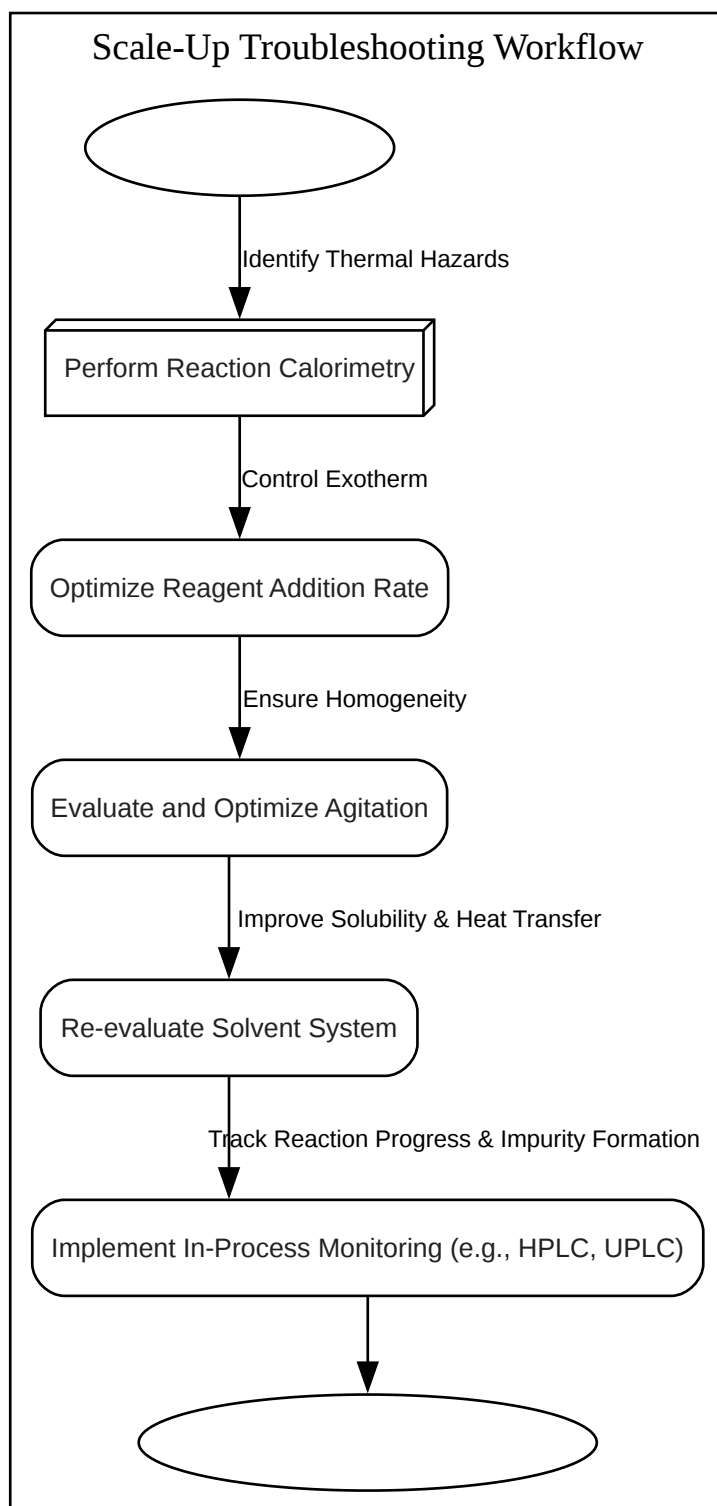 Scale-Up Troubleshooting Workflow
Identify Thermal Hazards
Perform Reaction Calorimetry
Control Exotherm
Optimize Reagent Addition Rate
Ensure Homogeneity
Evaluate and Optimize Agitation
Improve Solubility & Heat Transfer
Re-evaluate Solvent System
Track Reaction Progress & Impurity Formation
Implement In-Process Monitoring (e.g., HPLC, UPLC)